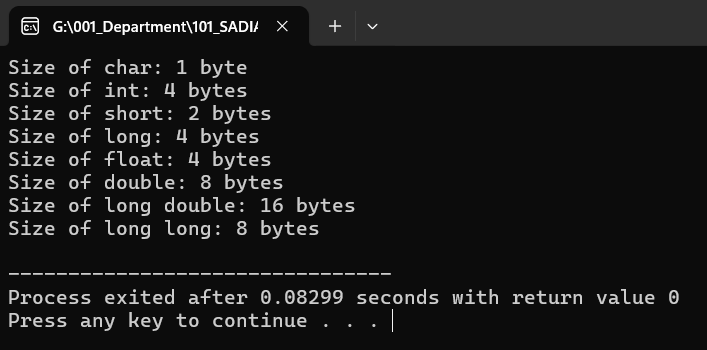 G:\001_Department\101_SADIA
Size of char: 1 byte
Size of int: 4 bytes
Size of short: 2 bytes
Size of long: 4 bytes
Size of float: 4 bytes
Size of double: 8 bytes
Size of long double: 16 bytes
Size of long long: 8 bytes
--------------------------------
Process exited after 0.08299 seconds with return value 0
Press any key to continue . . .